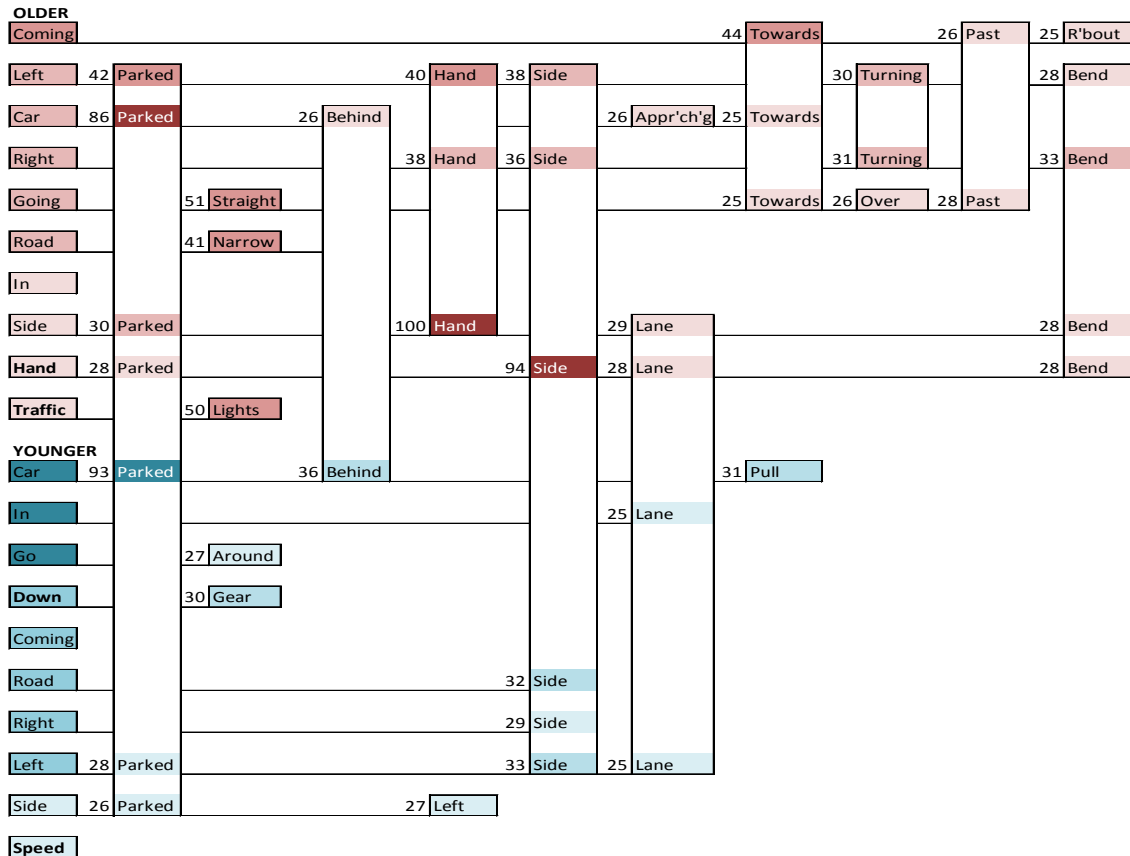 OLDER
Coming 44 Towards 26 Past 25 R'bout
Left 42 Parked 40 Hand 38 Side 30 Turning 28 Bend
Car 86 Parked 26 Behind 26 Appr'ch'g 25 Towards
Right 38 Hand 36 Side 31 Turning 33 Bend
Going 51 Straight 25 Towards 26 Over 28 Past
Road 41 Narrow
In
Side 30 Parked 100 Hand 29 Lane 28 Bend
Hand 28 Parked 94 Side 28 Lane 28 Bend
Traffic 50 Lights
YOUNGER
Car 93 Parked 36 Behind 31 Pull
In 25 Lane
Go 27 Around
Down 30 Gear
Coming
Road 32 Side
Right 29 Side
Left 28 Parked 33 Side 25 Lane
Side 26 Parked 27 Left
Speed